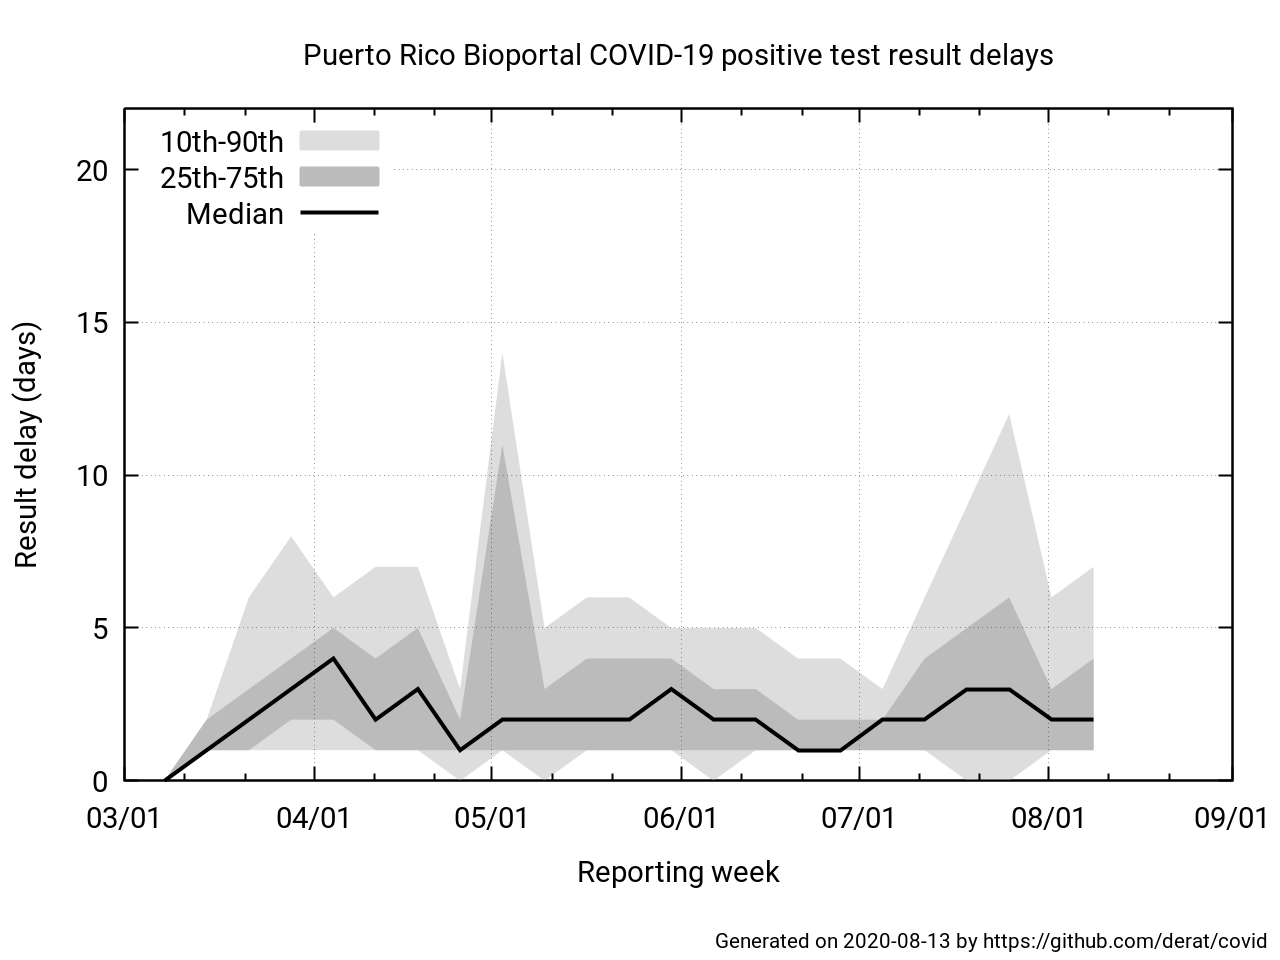 Puerto Rico Bioportal COVID-19 positive test result delays
10th-90th
25th-75th
Median
20
15
10
5
0
Result delay (days)
03/01 04/01 05/01 06/01 07/01 08/01 09/01
Reporting week
Generated on 2020-08-13 by https://github.com/derat/covid